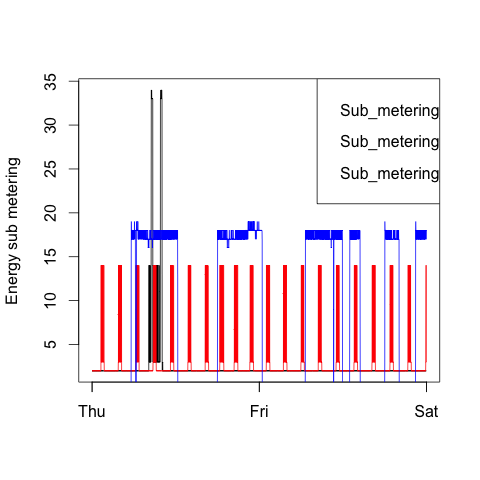 35
30
25
20
15
10
5
Energy sub metering
Sub_metering
Sub_metering
Sub_metering
Thu Fri Sat